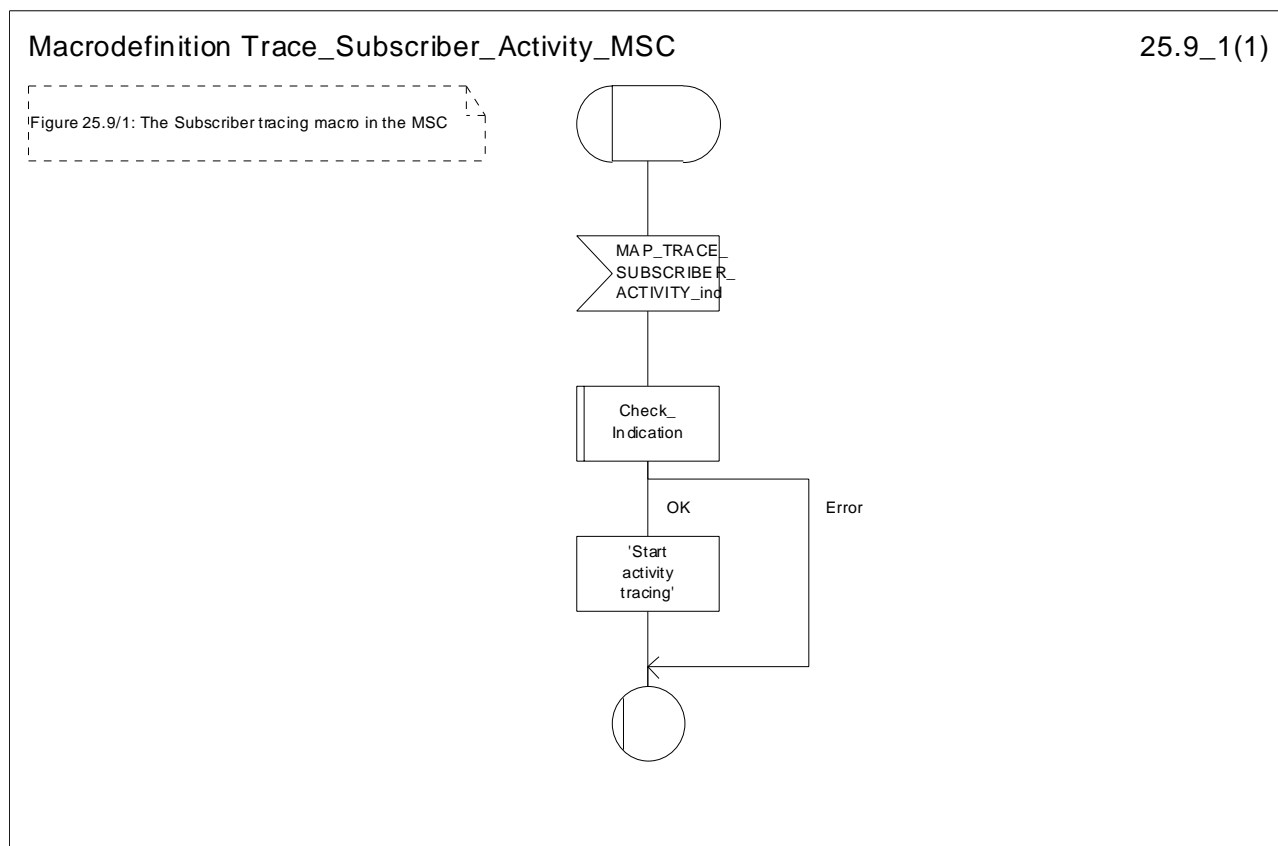 Macrodefinition Trace_Subscriber_Activity_MSC 25.9_1(1)
Figure 25.9/1: The Subscriber tracing macro in the MSC
MAP_TRACE_
SUBSCRIBER_
ACTIVITY_ind
Check_
Indication
OK Error
'Start
activity
tracing'